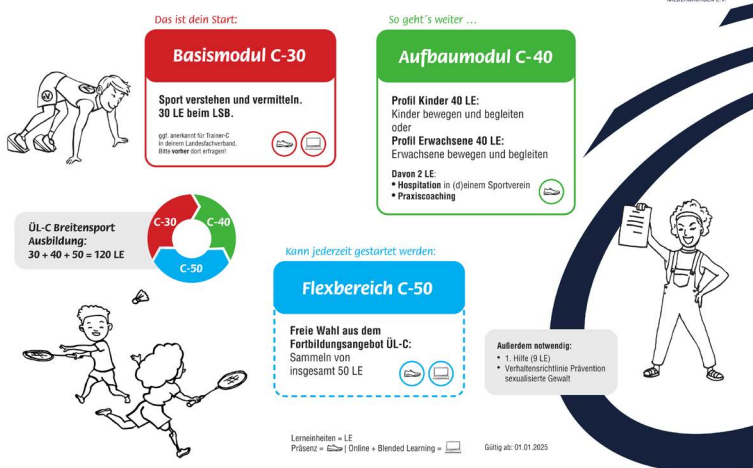 NIEDERSACHSEN E.V.
Das ist dein Start:
Basismodul C-30
Sport verstehen und vermitteln.
30 LE beim LSB.
ggf. anerkannt für Trainer-C
in deinem Landesfachverband.
Bitte vorher dort erfragen!
So geht´s weiter ...
Aufbaumodul C-40
Profil Kinder 40 LE:
Kinder bewegen und begleiten
oder
Profil Erwachsene 40 LE:
Erwachsene bewegen und begleiten
Davon 2 LE:
• Hospitation in (d)einem Sportverein
• Praxiscoaching
ÜL-C Breitensport
Ausbildung:
30 + 40 + 50 = 120 LE
C-30
C-40
C-50
Kann jederzeit gestartet werden:
Flexbereich C-50
Freie Wahl aus dem
Fortbildungsangebot ÜL-C:
Sammeln von
insgesamt 50 LE
Außerdem notwendig:
• 1. Hilfe (9 LE)
• Verhaltensrichtlinie Prävention
sexualisierte Gewalt
Lerneinheiten = LE
Präsenz = | Online + Blended Learning =
Gültig ab: 01.01.2025